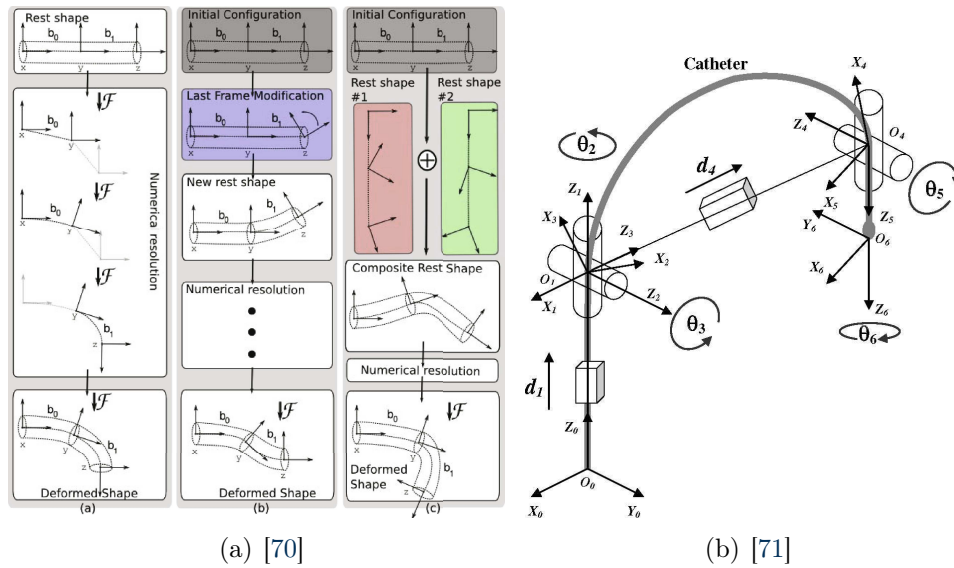 Rest shape
b0 b1
x y z
↓F
b0
x y
Numerica resolution
↓F
b0
x y
↓F
b1
y
z
↓F
b0
b1
x y z
Deformed Shape
(a)
Initial Configuration
b0 b1
x y z
Last Frame Modification
b0 b1
x y z
New rest shape
b0 b1
x y z
Numerical resolution
↓F
b0
b1
x y z
Deformed Shape
(b)
Initial Configuration
b0 b1
x y z
Rest shape
#1
Rest shape
#2
Composite Rest Shape
Numerical resolution
↓F
b0
x y
b1
Deformed
Shape
z
(c)
Catheter
X4
Z4
O4
θ2
d4
θ5
Z1
X5
Z5
X3
Y6
O6
Z3
X2
X6
O1
X1
Z2
θ3
Z6
θ6
d1
Z0
O0
X0
Y0
(a) [70]
(b) [71]